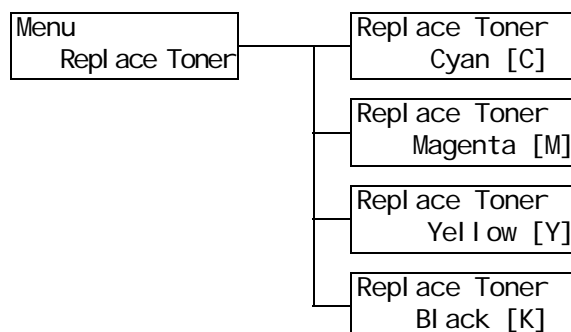 Menu
Replace Toner
Replace Toner
Cyan [C]
Replace Toner
Magenta [M]
Replace Toner
Yellow [Y]
Replace Toner
Black [K]